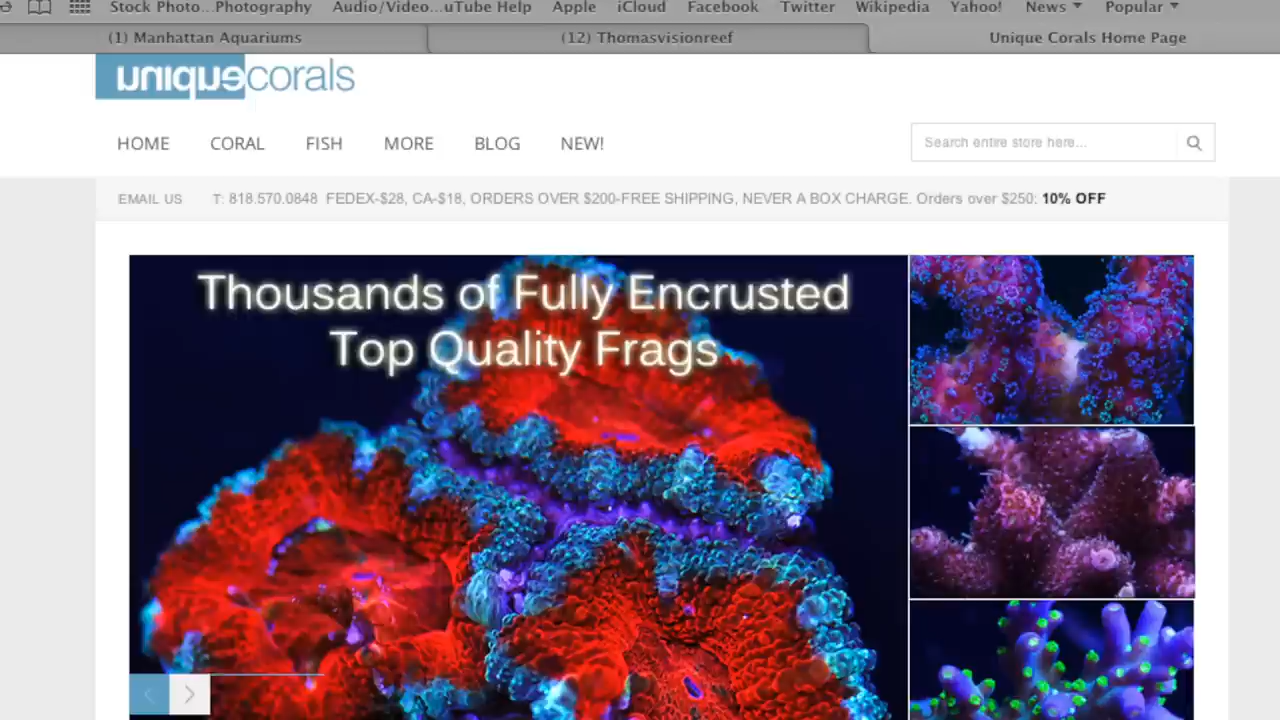 Stock Photo...Photography Audio/Video...uTube Help Apple iCloud Facebook Twitter Wikipedia Yahoo! News Popular
(1) Manhattan Aquariums (12) Thomasvisionreef Unique Corals Home Page
uniquecorals
HOME CORAL FISH MORE BLOG NEW! Search entire store here...
EMAIL US T: 818.570.0848 FEDEX-$28, CA-$18, ORDERS OVER $200-FREE SHIPPING, NEVER A BOX CHARGE. Orders over $250: 10% OFF
Thousands of Fully Encrusted
Top Quality Frags